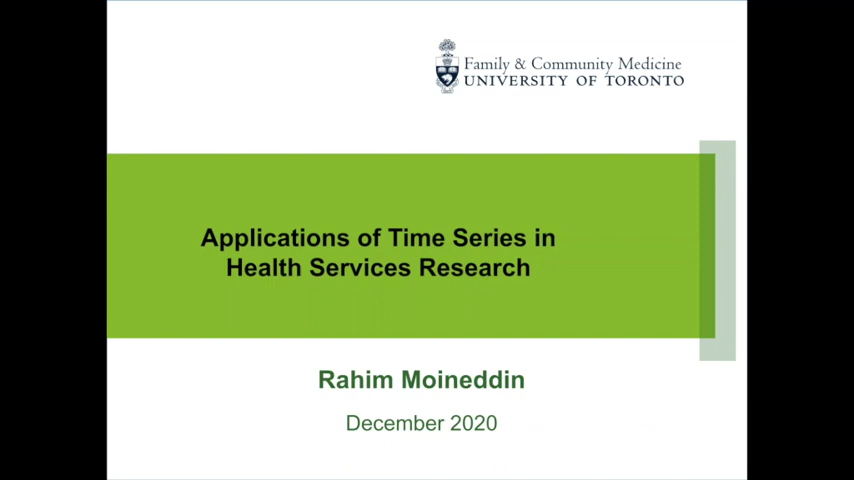 Family & Community Medicine
UNIVERSITY OF TORONTO
Applications of Time Series in
Health Services Research
Rahim Moineddin
December 2020